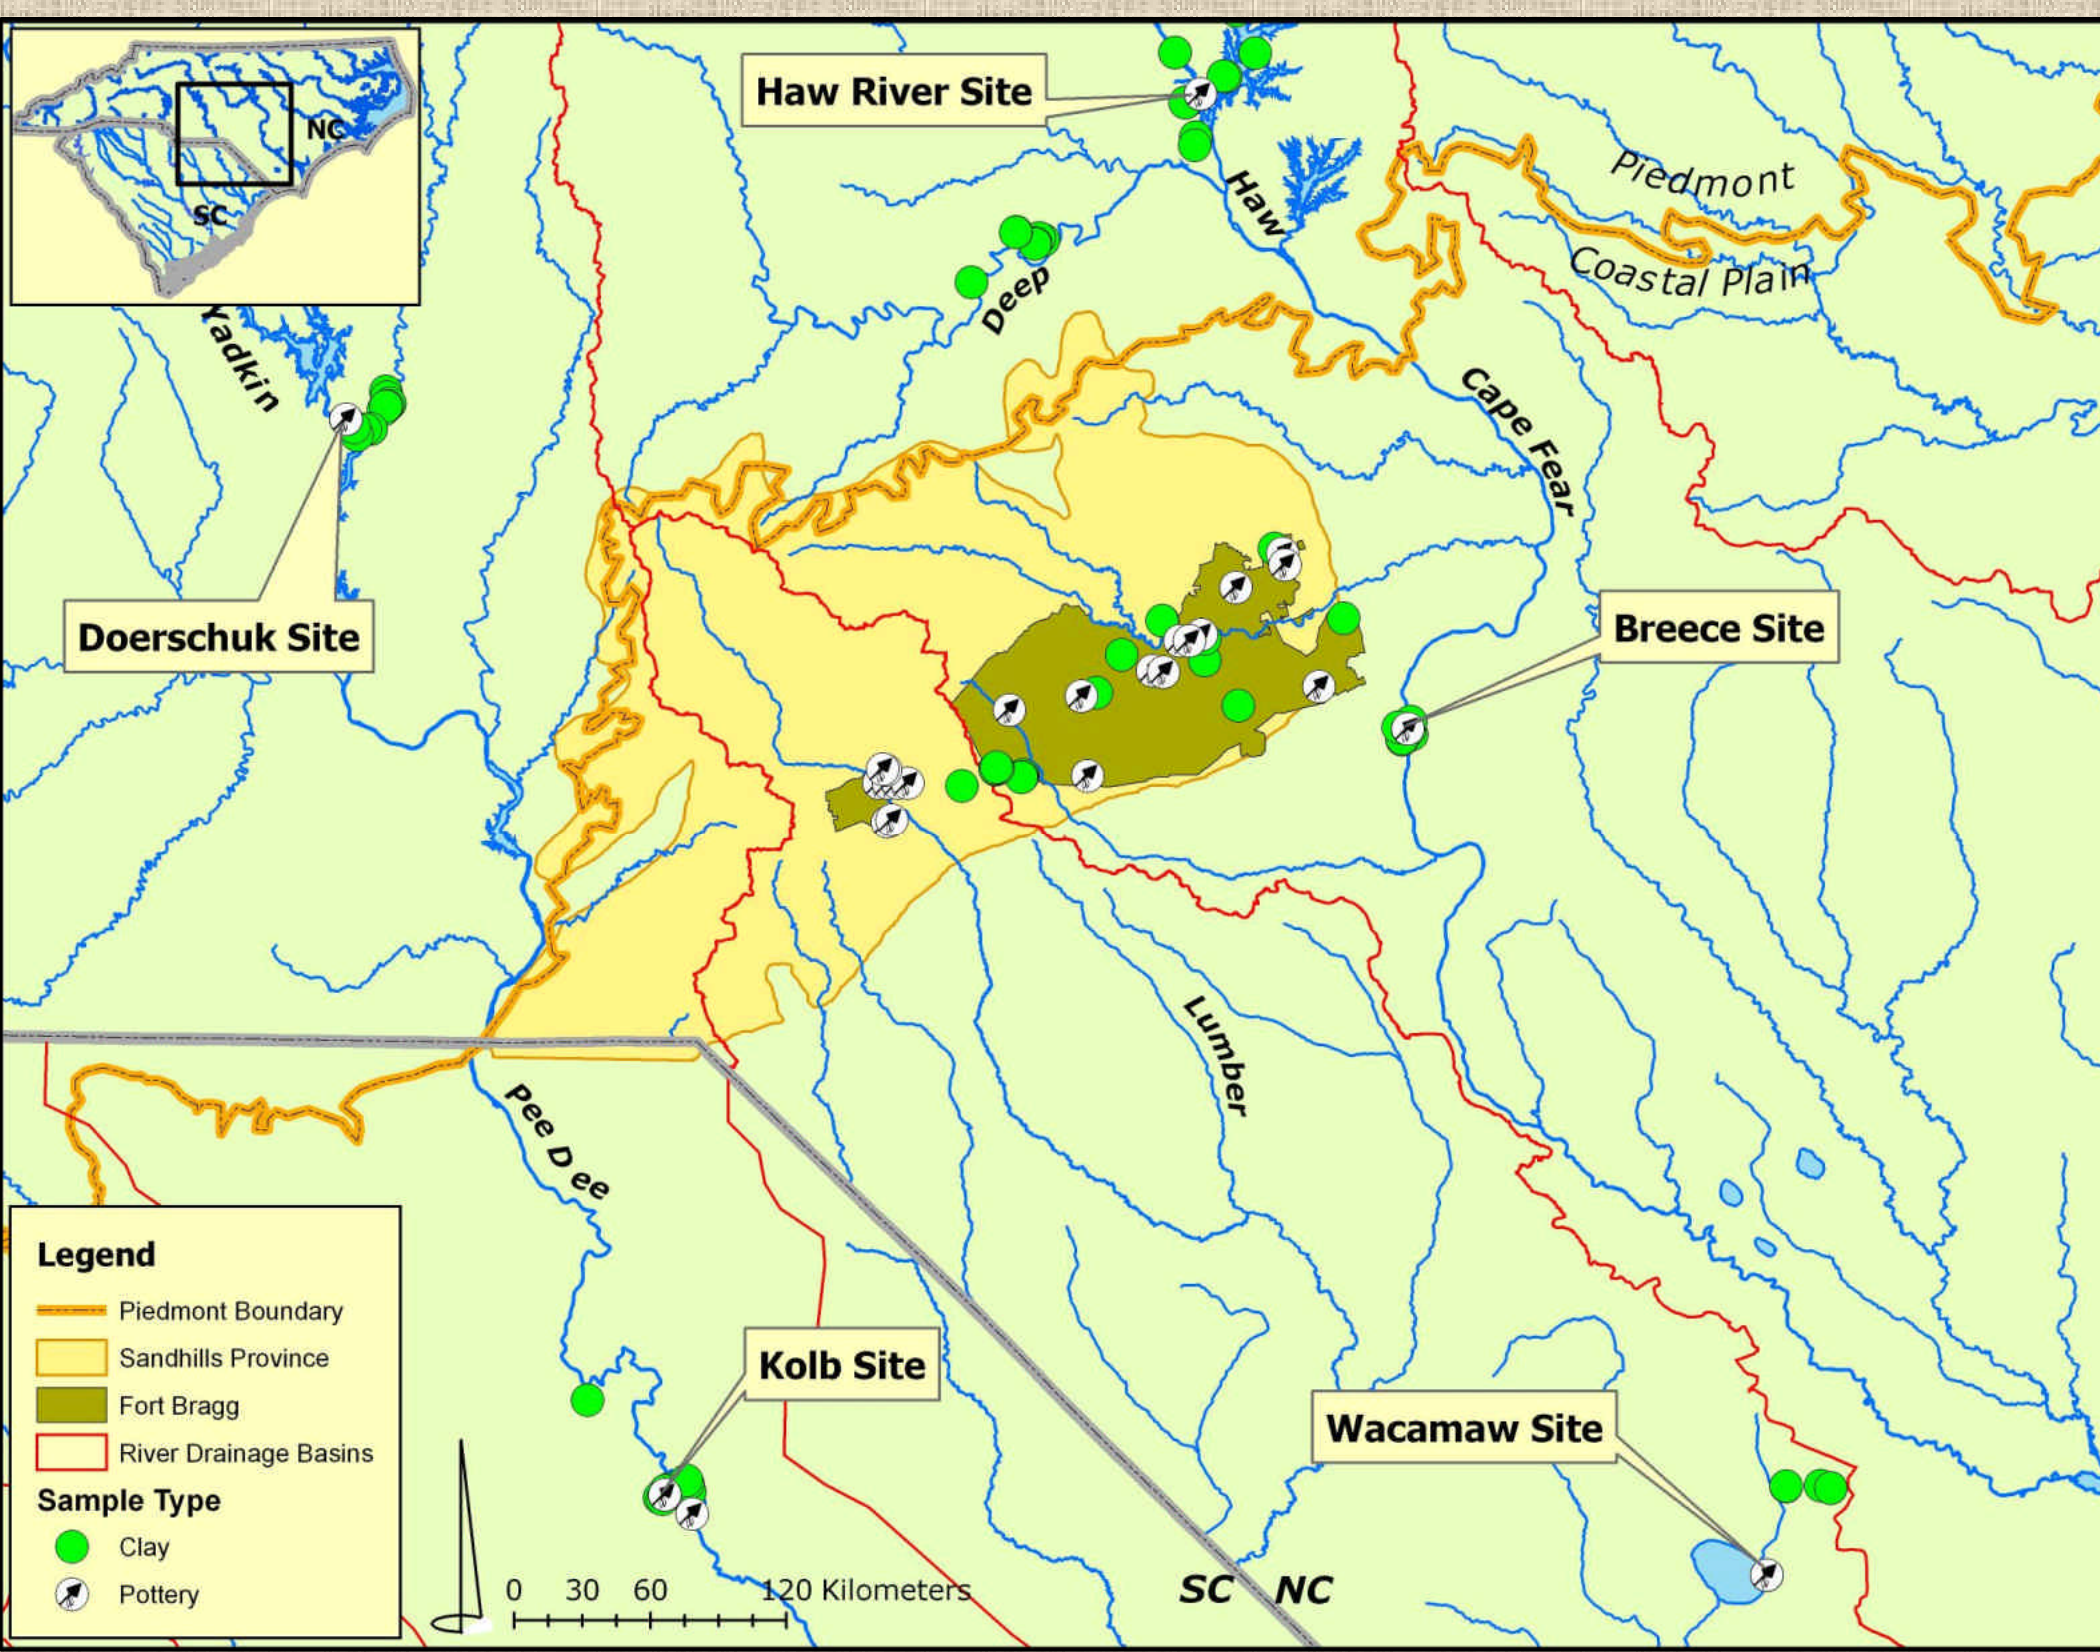 NC
SC
Haw River Site
Haw
Piedmont
Coastal Plain
Deep
Yadkin
Cape Fear
Doerschuk Site
Breece Site
Lumber
Pee Dee
Kolb Site
Wacamaw Site
Legend
Piedmont Boundary
Sandhills Province
Fort Bragg
River Drainage Basins
Sample Type
Clay
Pottery
0 30 60 120 Kilometers
SC NC